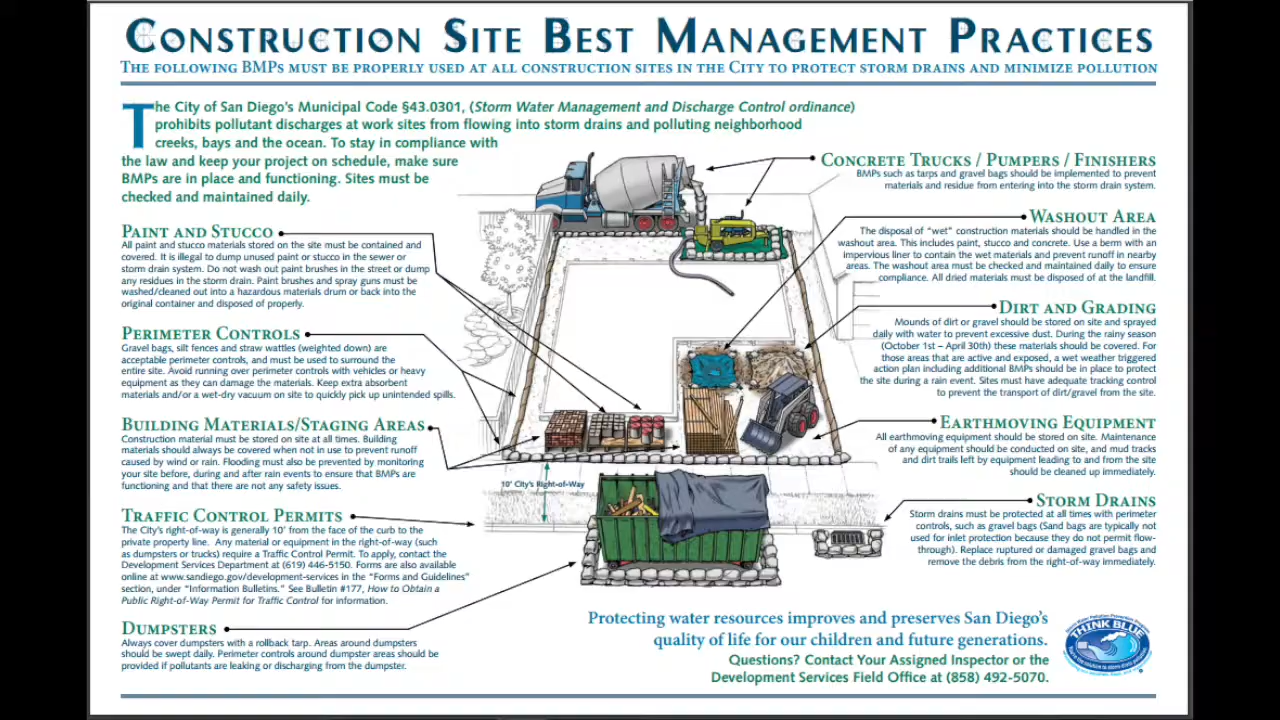 CONSTRUCTION SITE BEST MANAGEMENT PRACTICES
THE FOLLOWING BMPS MUST BE PROPERLY USED AT ALL CONSTRUCTION SITES IN THE CITY TO PROTECT STORM DRAINS AND MINIMIZE POLLUTION
The City of San Diego's Municipal Code §43.0301, (Storm Water Management and Discharge Control ordinance)
prohibits pollutant discharges at work sites from flowing into storm drains and polluting neighborhood
creeks, bays and the ocean. To stay in compliance with
the law and keep your project on schedule, make sure
BMPs are in place and functioning. Sites must be
checked and maintained daily.
PAINT AND STUCCO
All paint and stucco materials stored on the site must be contained and
covered. It is illegal to dump unused paint or stucco in the sewer or
storm drain system. Do not wash out paint brushes in the street or dump
any residues in the storm drain. Paint brushes and spray guns must be
washed/cleaned out into a hazardous materials drum or back into the
original container and disposed of properly.
PERIMETER CONTROLS
Gravel bags, silt fences and straw wattles (weighted down) are
acceptable perimeter controls, and must be used to surround the
entire site. Avoid running over perimeter controls with vehicles or heavy
equipment as they can damage the materials. Keep extra absorbent
materials and/or a wet-dry vacuum on site to quickly pick up unintended spills.
BUILDING MATERIALS/STAGING AREAS
Construction material must be stored on site at all times. Building
materials should always be covered when not in use to prevent runoff
caused by wind or rain. Flooding must also be prevented by monitoring
your site before, during and after rain events to ensure that BMPs are
functioning and that there are not any safety issues.
TRAFFIC CONTROL PERMITS
The City's right-of-way is generally 10' from the face of the curb to the
private property line. Any material or equipment in the right-of-way (such
as dumpsters or trucks) require a Traffic Control Permit. To apply, contact the
Development Services Department at (619) 446-5150. Forms are also available
online at www.sandiego.gov/development-services in the "Forms and Guidelines"
section, under "Information Bulletins." See Bulletin #177, How to Obtain a
Public Right-of-Way Permit for Traffic Control for information.
DUMPSTERS
Always cover dumpsters with a rollback tarp. Areas around dumpsters
should be swept daily. Perimeter controls around dumpster areas should be
provided if pollutants are leaking or discharging from the dumpster.
10' City's Right-of-Way
CONCRETE TRUCKS / PUMPERS / FINISHERS
BMPs such as tarps and gravel bags should be implemented to prevent
materials and residue from entering into the storm drain system.
WASHOUT AREA
The disposal of "wet" construction materials should be handled in the
washout area. This includes paint, stucco and concrete. Use a berm with an
impervious liner to contain the wet materials and prevent runoff in nearby
areas. The washout area must be checked and maintained daily to ensure
compliance. All dried materials must be disposed of at the landfill.
DIRT AND GRADING
Mounds of dirt or gravel should be stored on site and sprayed
daily with water to prevent excessive dust. During the rainy season
(October 1st – April 30th) these materials should be covered. For
those areas that are active and exposed, a wet weather triggered
action plan including additional BMPs should be in place to protect
the site during a rain event. Sites must have adequate tracking control
to prevent the transport of dirt/gravel from the site.
EARTHMOVING EQUIPMENT
All earthmoving equipment should be stored on site. Maintenance
of any equipment should be conducted on site, and mud tracks
and dirt trails left by equipment leading to and from the site
should be cleaned up immediately.
STORM DRAINS
Storm drains must be protected at all times with perimeter
controls, such as gravel bags (Sand bags are typically not
used for inlet protection because they do not permit flow-
through). Replace ruptured or damaged gravel bags and
remove the debris from the right-of-way immediately.
Protecting water resources improves and preserves San Diego's
quality of life for our children and future generations.
Questions? Contact Your Assigned Inspector or the
Development Services Field Office at (858) 492-5070.
THINK BLUE